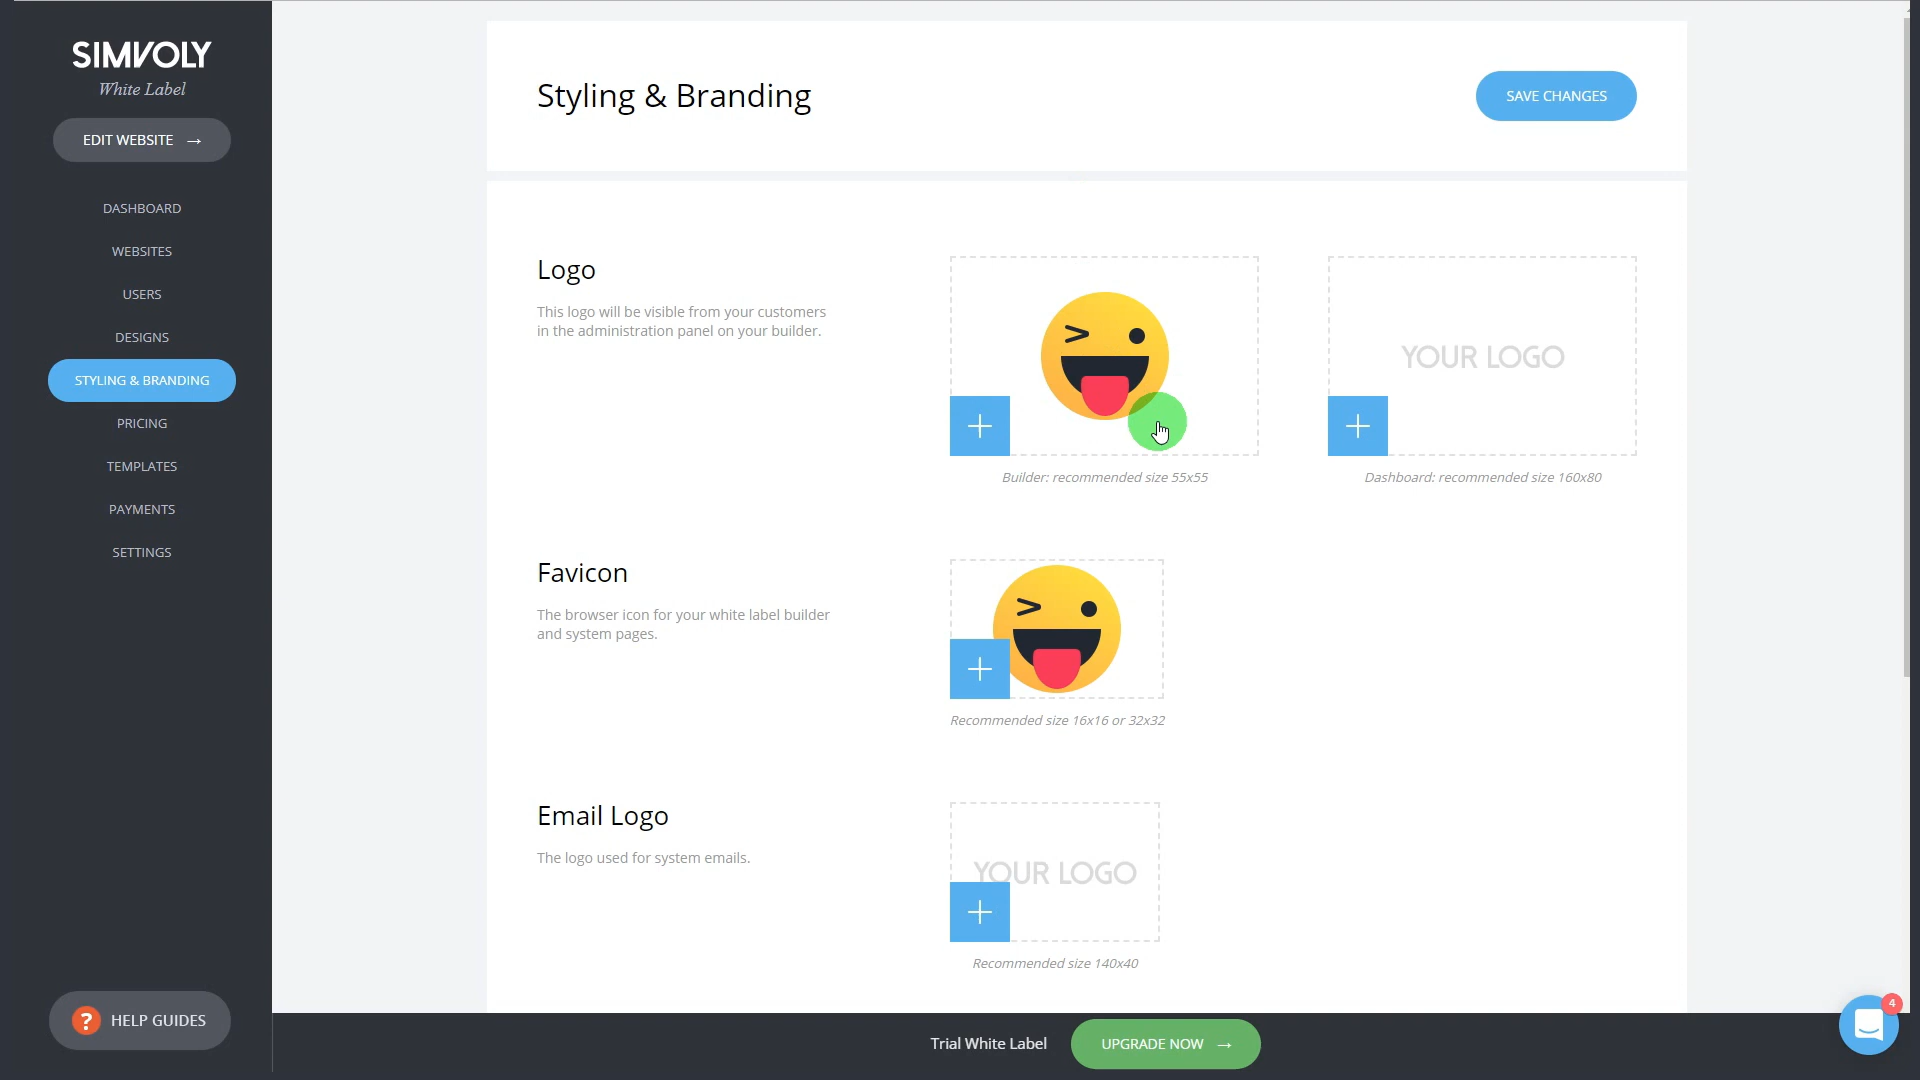 SIMVOLY
White Label
EDIT WEBSITE →
DASHBOARD
WEBSITES
USERS
DESIGNS
STYLING & BRANDING
PRICING
TEMPLATES
PAYMENTS
SETTINGS
? HELP GUIDES
Styling & Branding
SAVE CHANGES
Logo
This logo will be visible from your customers
in the administration panel on your builder.
YOUR LOGO
Builder: recommended size 55x55
Dashboard: recommended size 160x80
Favicon
The browser icon for your white label builder
and system pages.
Recommended size 16x16 or 32x32
Email Logo
The logo used for system emails.
YOUR LOGO
Recommended size 140x40
Trial White Label
UPGRADE NOW →
4